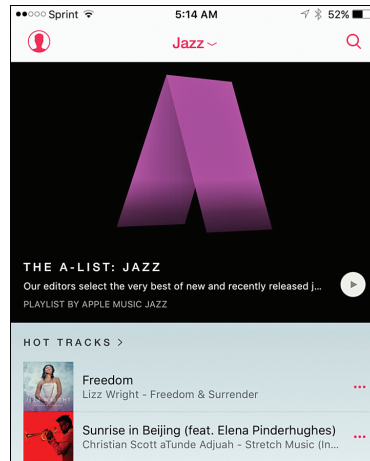 Sprint 5:14 AM 52%
Jazz
THE A-LIST: JAZZ
Our editors select the very best of new and recently released j...
PLAYLIST BY APPLE MUSIC JAZZ
HOT TRACKS >
Freedom
Lizz Wright - Freedom & Surrender
Sunrise in Beijing (feat. Elena Pinderhughes)
Christian Scott aTunde Adjuah - Stretch Music (In...